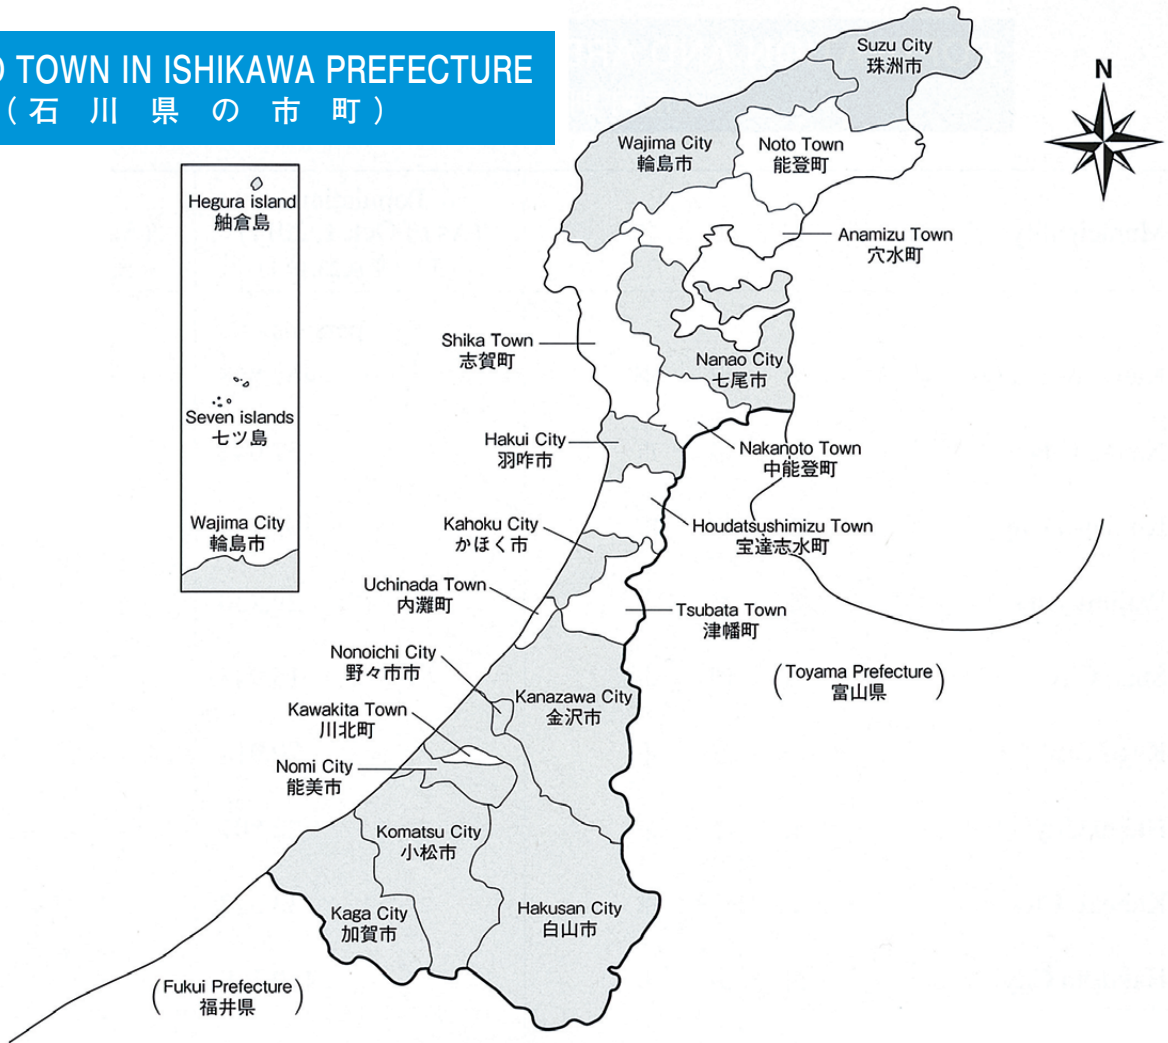 TOWN IN ISHIKAWA PREFECTURE
(石川県の市町)
N
Suzu City
珠洲市
Wajima City
輪島市
Noto Town
能登町
Hegura island
舳倉島
Anamizu Town
穴水町
Shika Town
志賀町
Nanao City
七尾市
Seven islands
七ツ島
Hakui City
羽咋市
Nakanoto Town
中能登町
Wajima City
輪島市
Kahoku City
かほく市
Houdatsushimizu Town
宝達志水町
Uchinada Town
内灘町
Tsubata Town
津幡町
Nonoichi City
野々市市
(Toyama Prefecture)
富山県
Kanazawa City
金沢市
Kawakita Town
川北町
Nomi City
能美市
Komatsu City
小松市
Kaga City
加賀市
Hakusan City
白山市
(Fukui Prefecture)
福井県